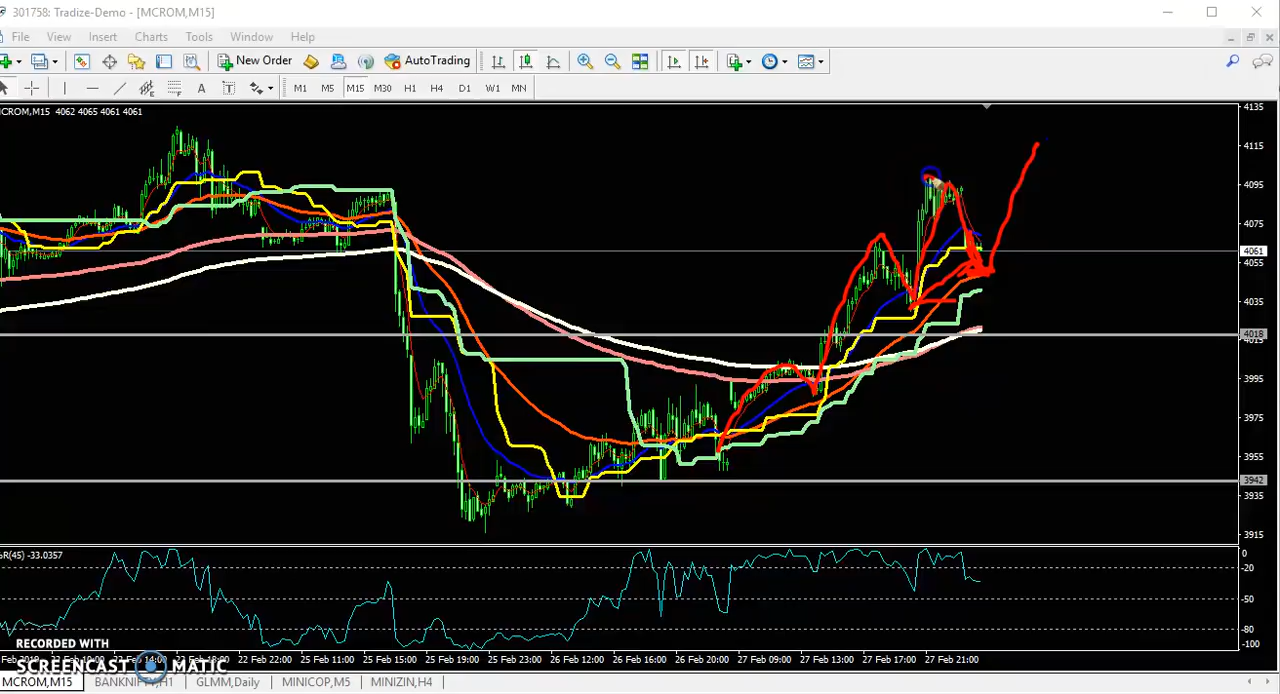 301758: Tradize-Demo - [MCROM,M15]
File View Insert Charts Tools Window Help
New Order AutoTrading
A T M1 M5 M15 M30 H1 H4 D1 W1 MN
CROM,M15 4062 4065 4061 4061
4135
4115
4095
4075
4061
4055
4035
4018
4015
3995
3975
3955
3942
3935
3915
R(45) -33.0357
0
-20
-50
-80
-100
RECORDED WITH
SCREENCAST MATIC
22 Feb 22:00 25 Feb 11:00 25 Feb 15:00 25 Feb 19:00 25 Feb 23:00 26 Feb 12:00 26 Feb 16:00 26 Feb 20:00 27 Feb 09:00 27 Feb 13:00 27 Feb 17:00 27 Feb 21:00
MCROM,M15 BANKNIFTY,H1 GLMM,Daily MINICOP,M5 MINIZIN,H4